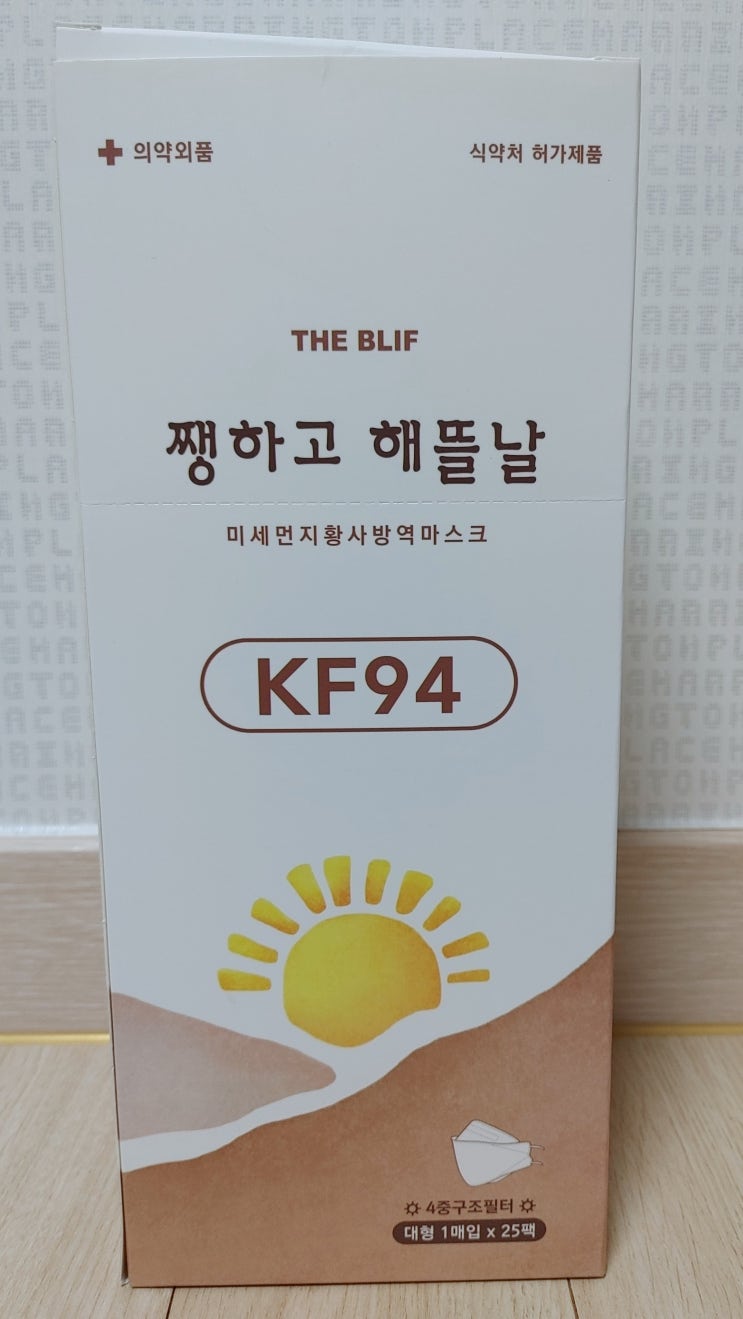 의약외품
식약처 허가제품
THE BLIF
쨍하고 해뜰날
미세먼지황사방역마스크
KF94
4중구조필터
대형 1매입 x 25팩